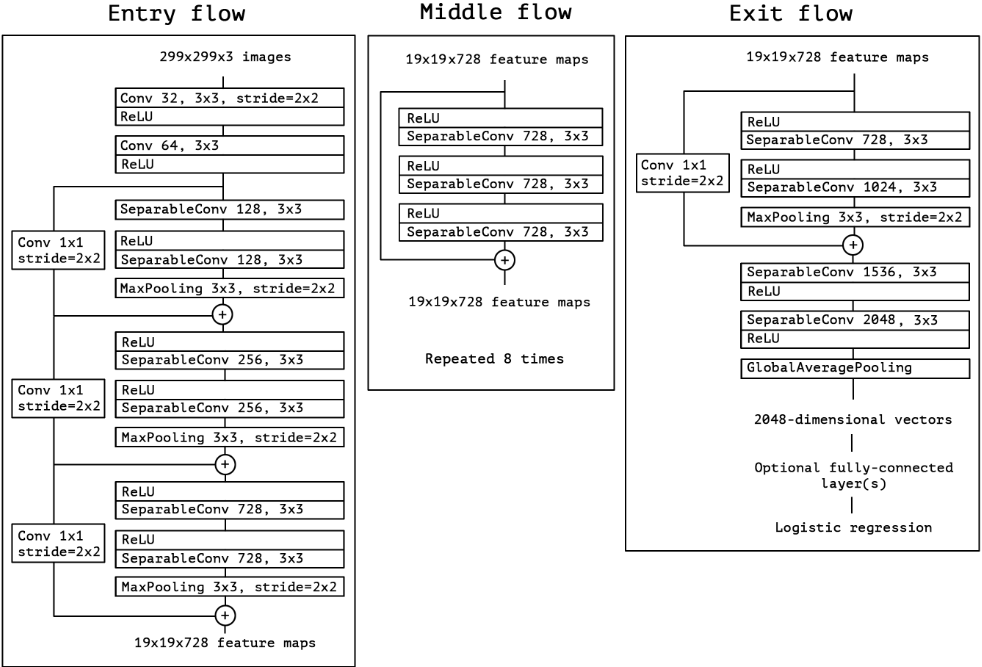 Entry flow
299x299x3 images
Conv 32, 3x3, stride=2x2
ReLU
Conv 64, 3x3
ReLU
SeparableConv 128, 3x3
Conv 1x1
stride=2x2
ReLU
SeparableConv 128, 3x3
MaxPooling 3x3, stride=2x2
+
ReLU
SeparableConv 256, 3x3
Conv 1x1
stride=2x2
ReLU
SeparableConv 256, 3x3
MaxPooling 3x3, stride=2x2
+
ReLU
SeparableConv 728, 3x3
Conv 1x1
stride=2x2
ReLU
SeparableConv 728, 3x3
MaxPooling 3x3, stride=2x2
+
19x19x728 feature maps
Middle flow
19x19x728 feature maps
ReLU
SeparableConv 728, 3x3
ReLU
SeparableConv 728, 3x3
ReLU
SeparableConv 728, 3x3
+
19x19x728 feature maps
Repeated 8 times
Exit flow
19x19x728 feature maps
ReLU
SeparableConv 728, 3x3
Conv 1x1
stride=2x2
ReLU
SeparableConv 1024, 3x3
MaxPooling 3x3, stride=2x2
+
SeparableConv 1536, 3x3
ReLU
SeparableConv 2048, 3x3
ReLU
GlobalAveragePooling
2048-dimensional vectors
Optional fully-connected
layer(s)
Logistic regression